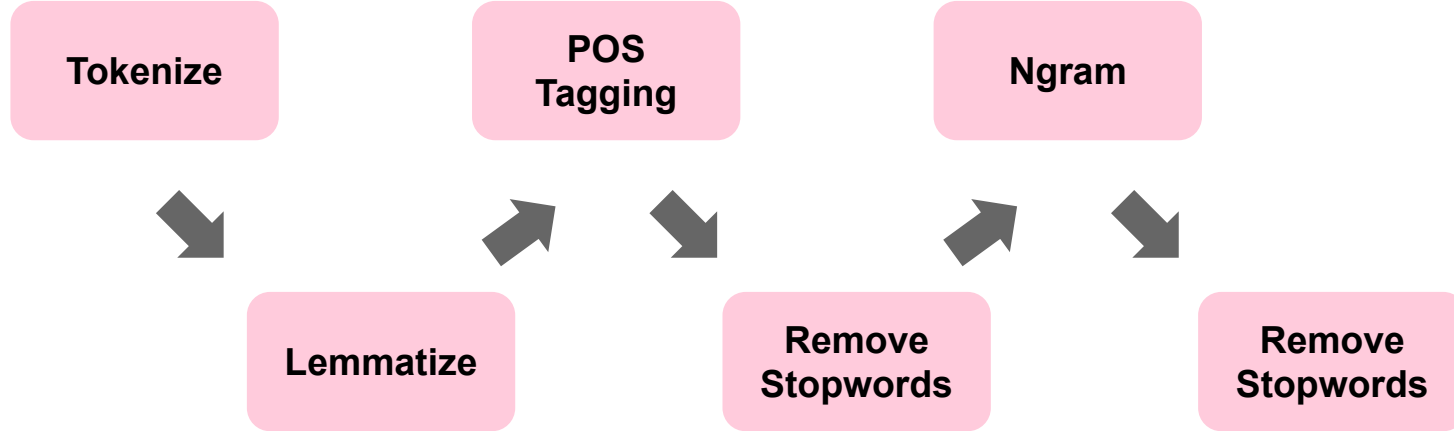 Tokenize
Lemmatize
POS
Tagging
Remove
Stopwords
Ngram
Remove
Stopwords